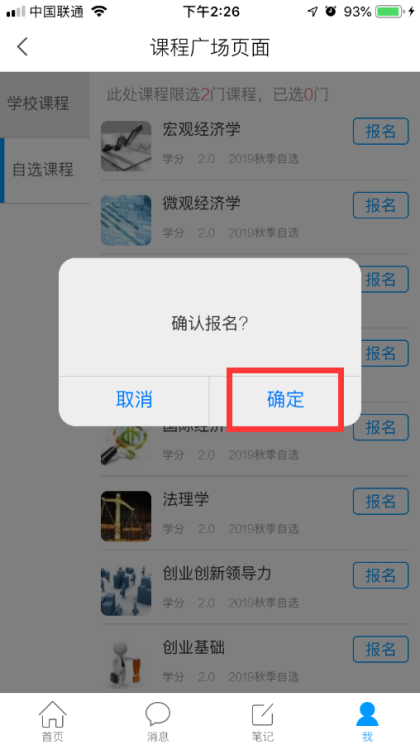 中国联通 下午2:26 93%
课程广场页面
学校课程
自选课程
此处课程限选2门课程，已选0门
宏观经济学 报名
学分 2.0 2019秋季自选
微观经济学 报名
学分 2.0 2019秋季自选
报名
确认报名?
报名
取消 确定
国际经济 报名
学分 2.0 2019秋季自选
法理学 报名
学分 2.0 2019秋季自选
创业创新领导力 报名
学分 2.0 2019秋季自选
创业基础 报名
学分 2.0 2019秋季自选
首页 消息 笔记 我